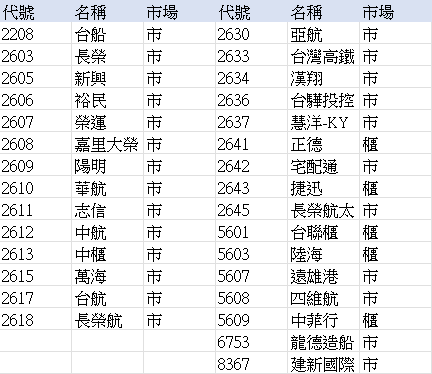 代號 名稱 市場 代號 名稱 市場
2208 台船 市 2630 亞航 市
2603 長榮 市 2633 台灣高鐵 市
2605 新興 市 2634 漢翔 市
2606 裕民 市 2636 台驊投控 市
2607 榮運 市 2637 慧洋-KY 市
2608 嘉里大榮 市 2641 正德 櫃
2609 陽明 市 2642 宅配通 市
2610 華航 市 2643 捷迅 櫃
2611 志信 市 2645 長榮航太 市
2612 中航 市 5601 台聯櫃 櫃
2613 中櫃 市 5603 陸海 櫃
2615 萬海 市 5607 遠雄港 市
2617 台航 市 5608 四維航 市
2618 長榮航 市 5609 中菲行 櫃
6753 龍德造船 市
8367 建新國際 市